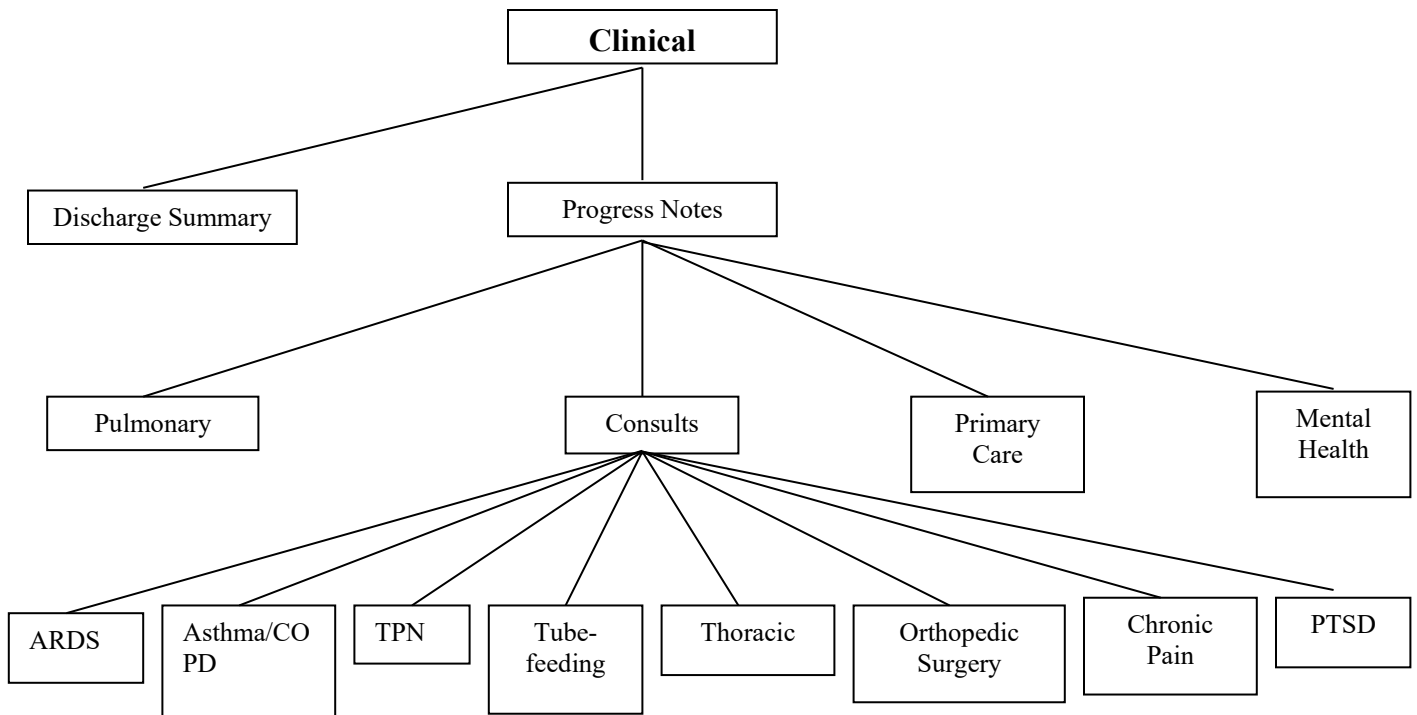 Clinical
Discharge Summary
Progress Notes
Pulmonary
Consults
Primary
Care
Mental
Health
ARDS
Asthma/CO
PD
TPN
Tube-
feeding
Thoracic
Orthopedic
Surgery
Chronic
Pain
PTSD